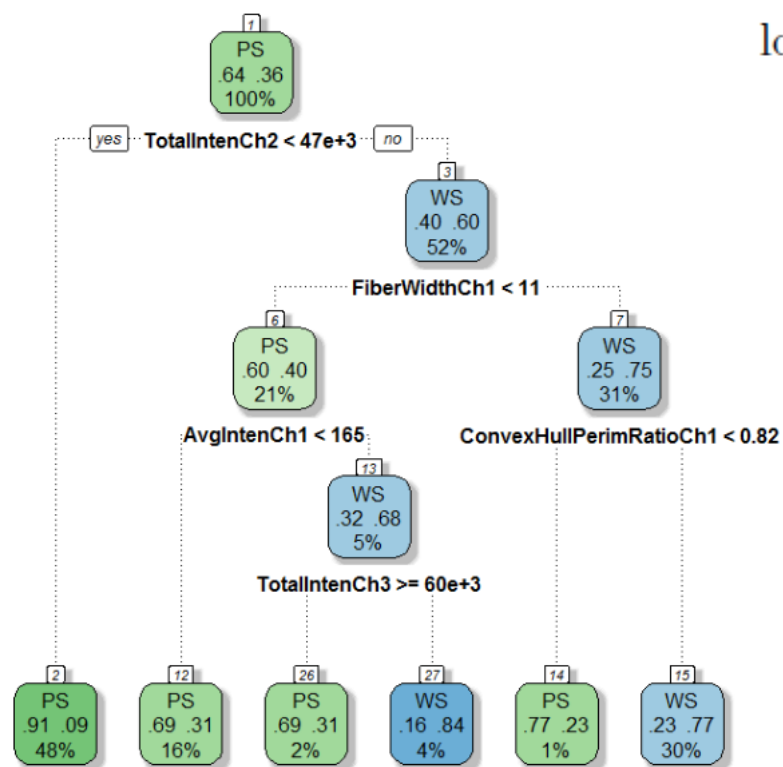 lo
1
PS
.64 .36
100%
yes TotalIntenCh2 < 47e+3 no
3
WS
.40 .60
52%
FiberWidthCh1 < 11
6
PS
.60 .40
21%
7
WS
.25 .75
31%
AvgIntenCh1 < 165
ConvexHullPerimRatioCh1 < 0.82
13
WS
.32 .68
5%
TotalIntenCh3 >= 60e+3
2
PS
.91 .09
48%
12
PS
.69 .31
16%
26
PS
.69 .31
2%
27
WS
.16 .84
4%
14
PS
.77 .23
1%
15
WS
.23 .77
30%